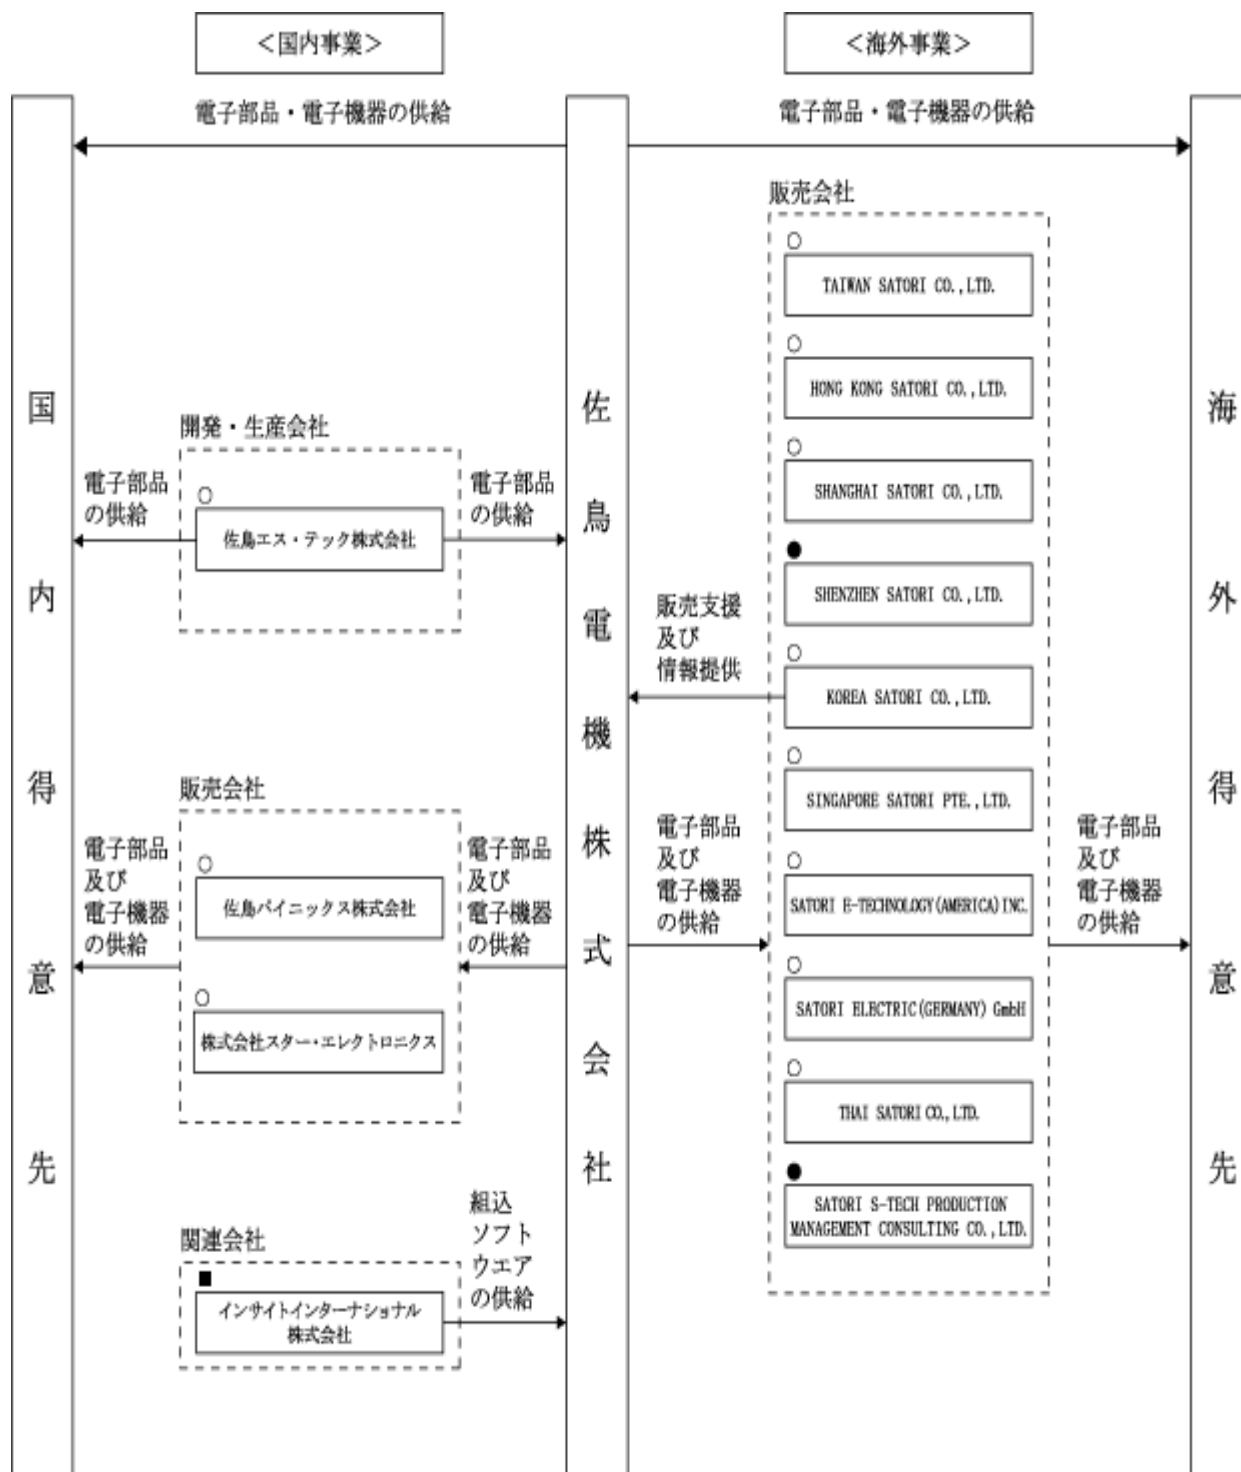 <国内事業>
<海外事業>
電子部品・電子機器の供給
電子部品・電子機器の供給
国内得意先
佐鳥電機株式会社
海外得意先
開発・生産会社
電子部品
の供給
○
佐鳥エス・テック株式会社
電子部品
の供給
販売会社
電子部品
及び
電子機器
の供給
○
佐鳥パイニックス株式会社
○
株式会社スター・エレクトロニクス
電子部品
及び
電子機器
の供給
関連会社
■
インサイトインターナショナル
株式会社
組込
ソフト
ウエア
の供給
販売会社
○
TAIWAN SATORI CO.,LTD.
○
HONG KONG SATORI CO.,LTD.
○
SHANGHAI SATORI CO.,LTD.
●
SHENZHEN SATORI CO.,LTD.
販売支援
及び
情報提供
○
KOREA SATORI CO.,LTD.
○
SINGAPORE SATORI PTE.,LTD.
電子部品
及び
電子機器
の供給
○
SATORI E-TECHNOLOGY(AMERICA)INC.
○
SATORI ELECTRIC(GERMANY) GmbH
○
THAI SATORI CO.,LTD.
●
SATORI S-TECH PRODUCTION
MANAGEMENT CONSULTING CO.,LTD.
電子部品
及び
電子機器
の供給